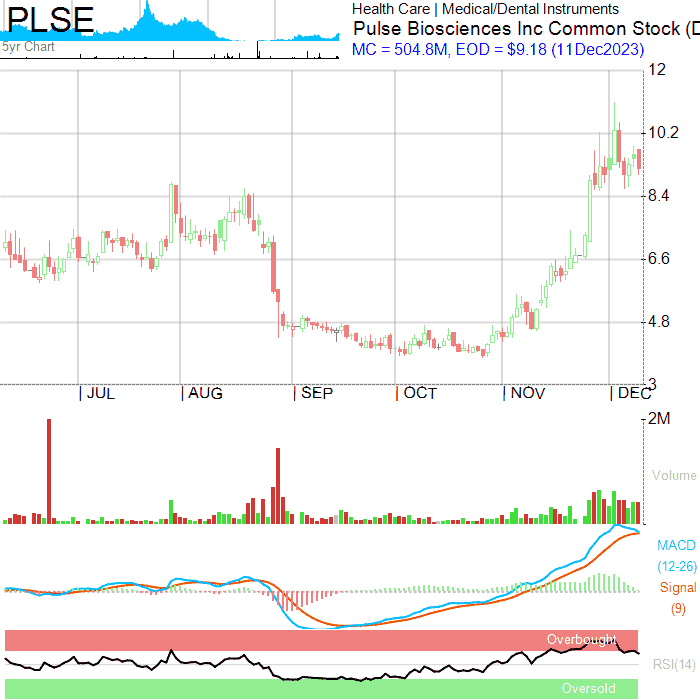 PLSE
5yr Chart
Health Care | Medical/Dental Instruments
Pulse Biosciences Inc Common Stock (D
MC = 504.8M, EOD = $9.18 (11Dec2023)
12
10.2
8.4
6.6
4.8
3
JUL
AUG
SEP
OCT
NOV
DEC
2M
Volume
MACD
(12-26)
Signal
(9)
Overbought
RSI(14)
Oversold